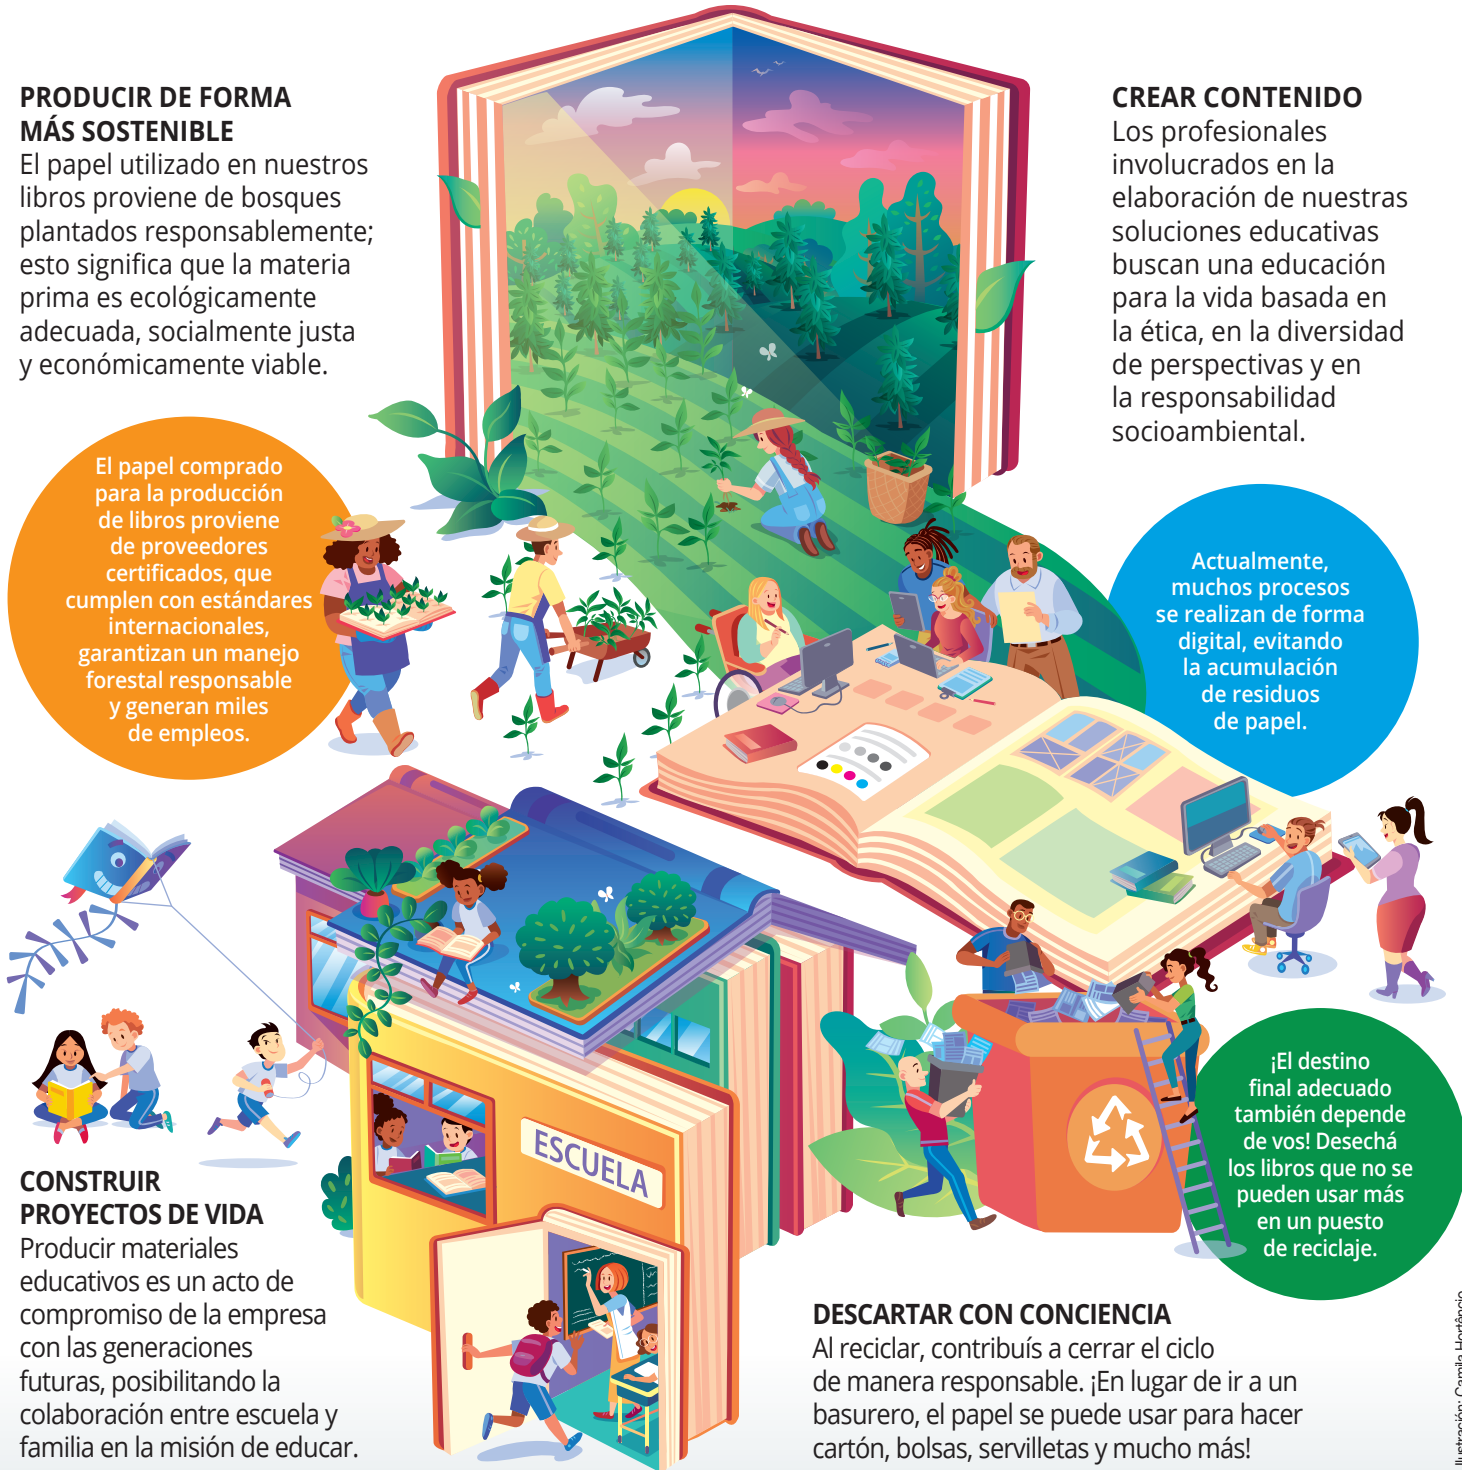 PRODUCIR DE FORMA
MÁS SOSTENIBLE
El papel utilizado en nuestros
libros proviene de bosques
plantados responsablemente;
esto significa que la materia
prima es ecológicamente
adecuada, socialmente justa
y económicamente viable.
CREAR CONTENIDO
Los profesionales
involucrados en la
elaboración de nuestras
soluciones educativas
buscan una educación
para la vida basada en
la ética, en la diversidad
de perspectivas y en
la responsabilidad
socioambiental.
El papel comprado
para la producción
de libros proviene
de proveedores
certificados, que
cumplen con estándares
internacionales,
garantizan un manejo
forestal responsable
y generan miles
de empleos.
Actualmente,
muchos procesos
se realizan de forma
digital, evitando
la acumulación
de residuos
de papel.
¡El destino
final adecuado
también depende
de vos! Desechá
los libros que no se
pueden usar más
en un puesto
de reciclaje.
ESCUELA
CONSTRUIR
PROYECTOS DE VIDA
Producir materiales
educativos es un acto de
compromiso de la empresa
con las generaciones
futuras, posibilitando la
colaboración entre escuela y
familia en la misión de educar.
DESCARTAR CON CONCIENCIA
Al reciclar, contribuís a cerrar el ciclo
de manera responsable. ¡En lugar de ir a un
basurero, el papel se puede usar para hacer
cartón, bolsas, servilletas y mucho más!
Ilustración: Camila Hortêncio